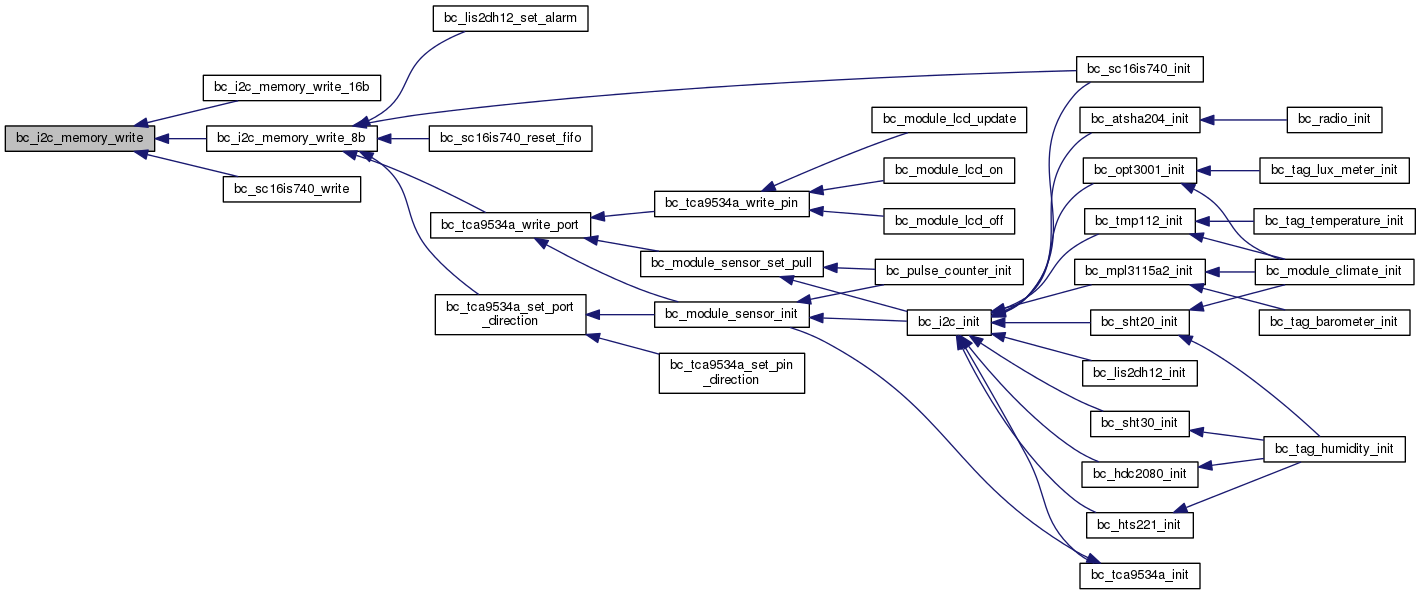 bc_lis2dh12_set_alarm
bc_i2c_memory_write_16b
bc_i2c_memory_write
bc_i2c_memory_write_8b
bc_sc16is740_write
bc_sc16is740_reset_fifo
bc_tca9534a_write_port
bc_tca9534a_set_port
_direction
bc_tca9534a_write_pin
bc_module_sensor_set_pull
bc_module_sensor_init
bc_tca9534a_set_pin
_direction
bc_module_lcd_update
bc_module_lcd_on
bc_module_lcd_off
bc_pulse_counter_init
bc_i2c_init
bc_sc16is740_init
bc_atsha204_init
bc_opt3001_init
bc_tmp112_init
bc_mpl3115a2_init
bc_sht20_init
bc_lis2dh12_init
bc_sht30_init
bc_hdc2080_init
bc_hts221_init
bc_tca9534a_init
bc_radio_init
bc_tag_lux_meter_init
bc_tag_temperature_init
bc_module_climate_init
bc_tag_barometer_init
bc_tag_humidity_init